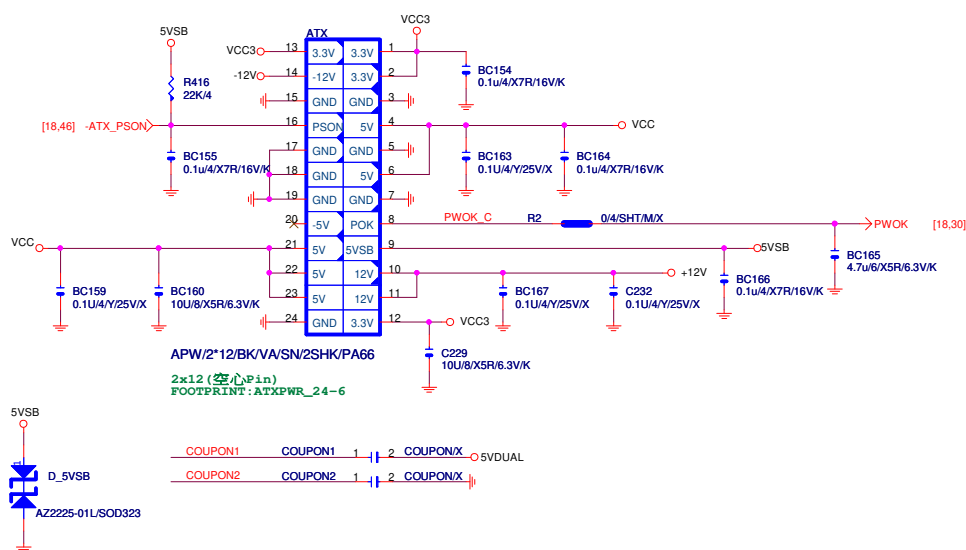 5VSB
VCC3
ATX
VCC3 13 3.3V 3.3V 1
-12V 14 -12V 3.3V 2
R416
22K/4
BC154
0.1u/4/X7R/16V/K
15 GND GND 3
[18,46] -ATX_PSON 16 PSON 5V 4 VCC
17 GND GND 5
BC155
0.1u/4/X7R/16V/K
BC163
0.1U/4/Y/25V/X
BC164
0.1u/4/X7R/16V/K
18 GND 5V 6
19 GND GND 7
20 -5V POK 8 PWOK_C R2 0/4/SHT/M/X PWOK [18,30]
VCC 21 5V 5VSB 9 5VSB
BC165
4.7u/6/X5R/6.3V/K
22 5V 12V 10 +12V
BC159
0.1U/4/Y/25V/X
BC160
10U/8/X5R/6.3V/K
23 5V 12V 11
BC167
0.1U/4/Y/25V/X
C232
0.1U/4/Y/25V/X
BC166
0.1u/4/X7R/16V/K
24 GND 3.3V 12 VCC3
C229
10U/8/X5R/6.3V/K
APW/2*12/BK/VA/SN/2SHK/PA66
2x12(空心Pin)
FOOTPRINT:ATXPWR_24-6
5VSB
1
D_5VSB
AZ2225-01L/SOD323
COUPON1 COUPON1 1 2 COUPON/X 5VDUAL
COUPON2 COUPON2 1 2 COUPON/X